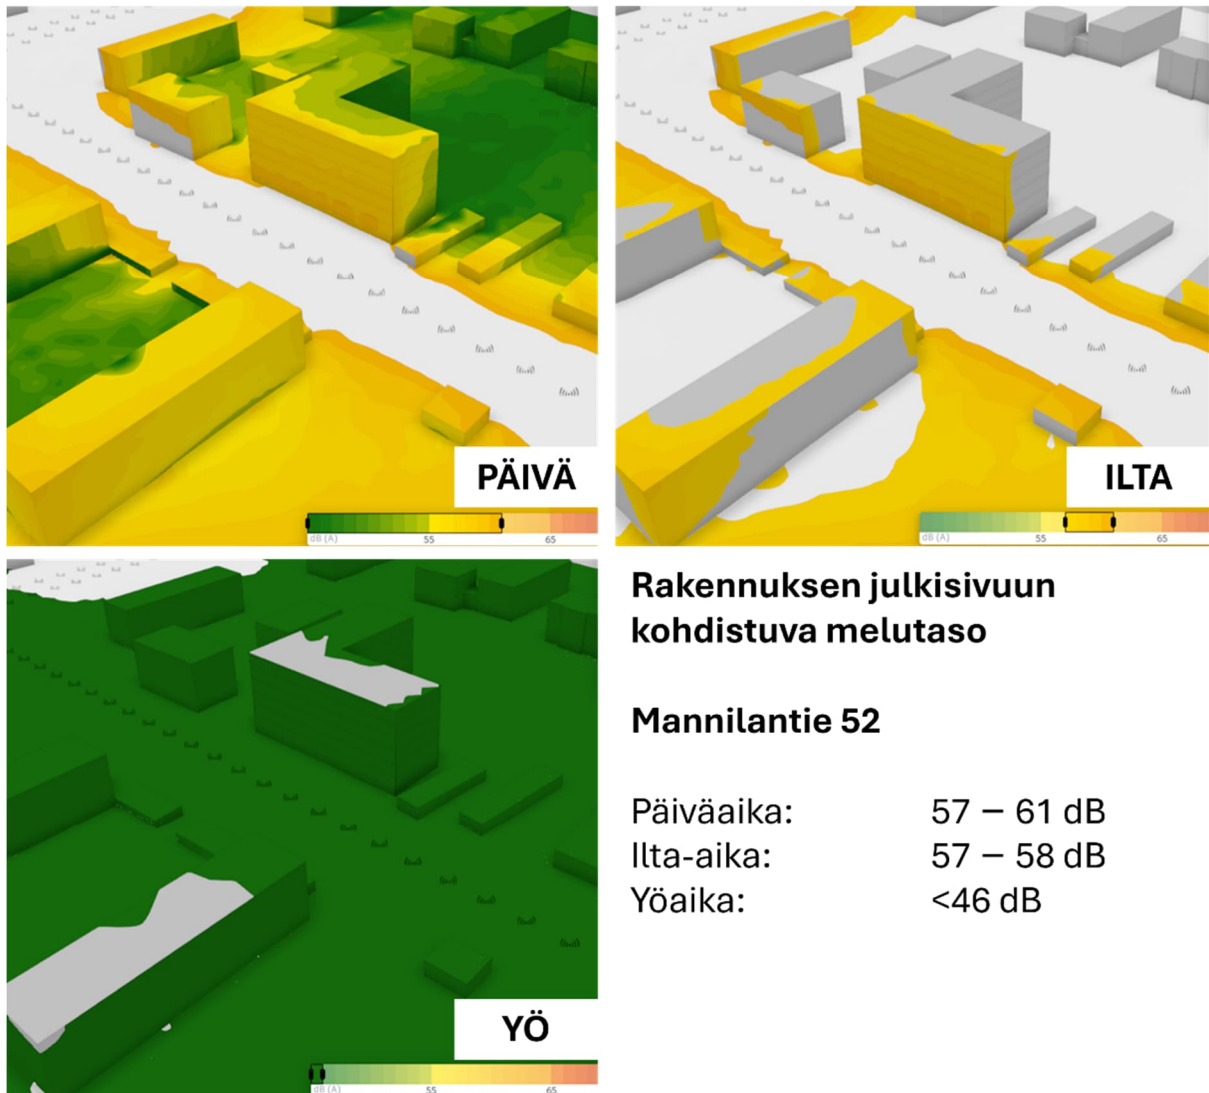 PÄIVÄ
dB (A)
55
65
ILTA
dB (A)
55
65
YÖ
dB (A)
55
65
Rakennuksen julkisivuun
kohdistuva melutaso
Mannilantie 52
Päiväaika: 57 – 61 dB
Ilta-aika: 57 – 58 dB
Yöaika: <46 dB